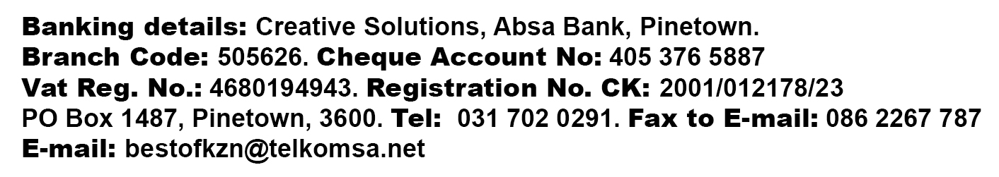 Banking details: Creative Solutions, Absa Bank, Pinetown.
Branch Code: 505626. Cheque Account No: 405 376 5887
Vat Reg. No.: 4680194943. Registration No. CK: 2001/012178/23
PO Box 1487, Pinetown, 3600. Tel:  031 702 0291. Fax to E-mail: 086 2267 787
E-mail: bestofkzn@telkomsa.net